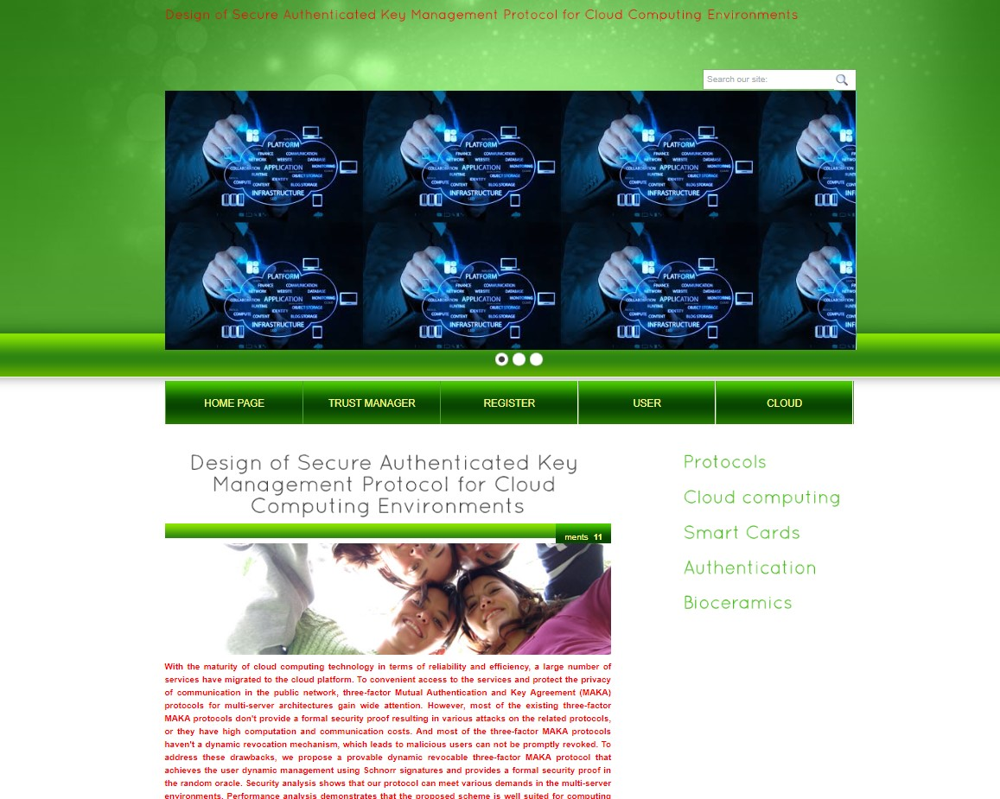 Design of Secure Authenticated Key Management Protocol for Cloud Computing Environments
Search our site:
PLATFORM
FINANCE COMMUNICATION
NETWORK WEBSITE DATABASE
COLLABORATION APPLICATION MONITORING
RUNTIME OBJECT STORAGE
COMPUTE IDENTITY
CONTENT BLOG STORAGE
INFRASTRUCTURE
HOME PAGE
TRUST MANAGER
REGISTER
USER
CLOUD
Design of Secure Authenticated Key
Management Protocol for Cloud
Computing Environments
ments 11
With the maturity of cloud computing technology in terms of reliability and efficiency, a large number of
services have migrated to the cloud platform. To convenient access to the services and protect the privacy
of communication in the public network, three-factor Mutual Authentication and Key Agreement (MAKA)
protocols for multi-server architectures gain wide attention. However, most of the existing three-factor
MAKA protocols don't provide a formal security proof resulting in various attacks on the related protocols,
or they have high computation and communication costs. And most of the three-factor MAKA protocols
haven't a dynamic revocation mechanism, which leads to malicious users can not be promptly revoked. To
address these drawbacks, we propose a provable dynamic revocable three-factor MAKA protocol that
achieves the user dynamic management using Schnorr signatures and provides a formal security proof in
the random oracle. Security analysis shows that our protocol can meet various demands in the multi-server
environments. Performance analysis demonstrates that the proposed scheme is well suited for computing
Protocols
Cloud computing
Smart Cards
Authentication
Bioceramics